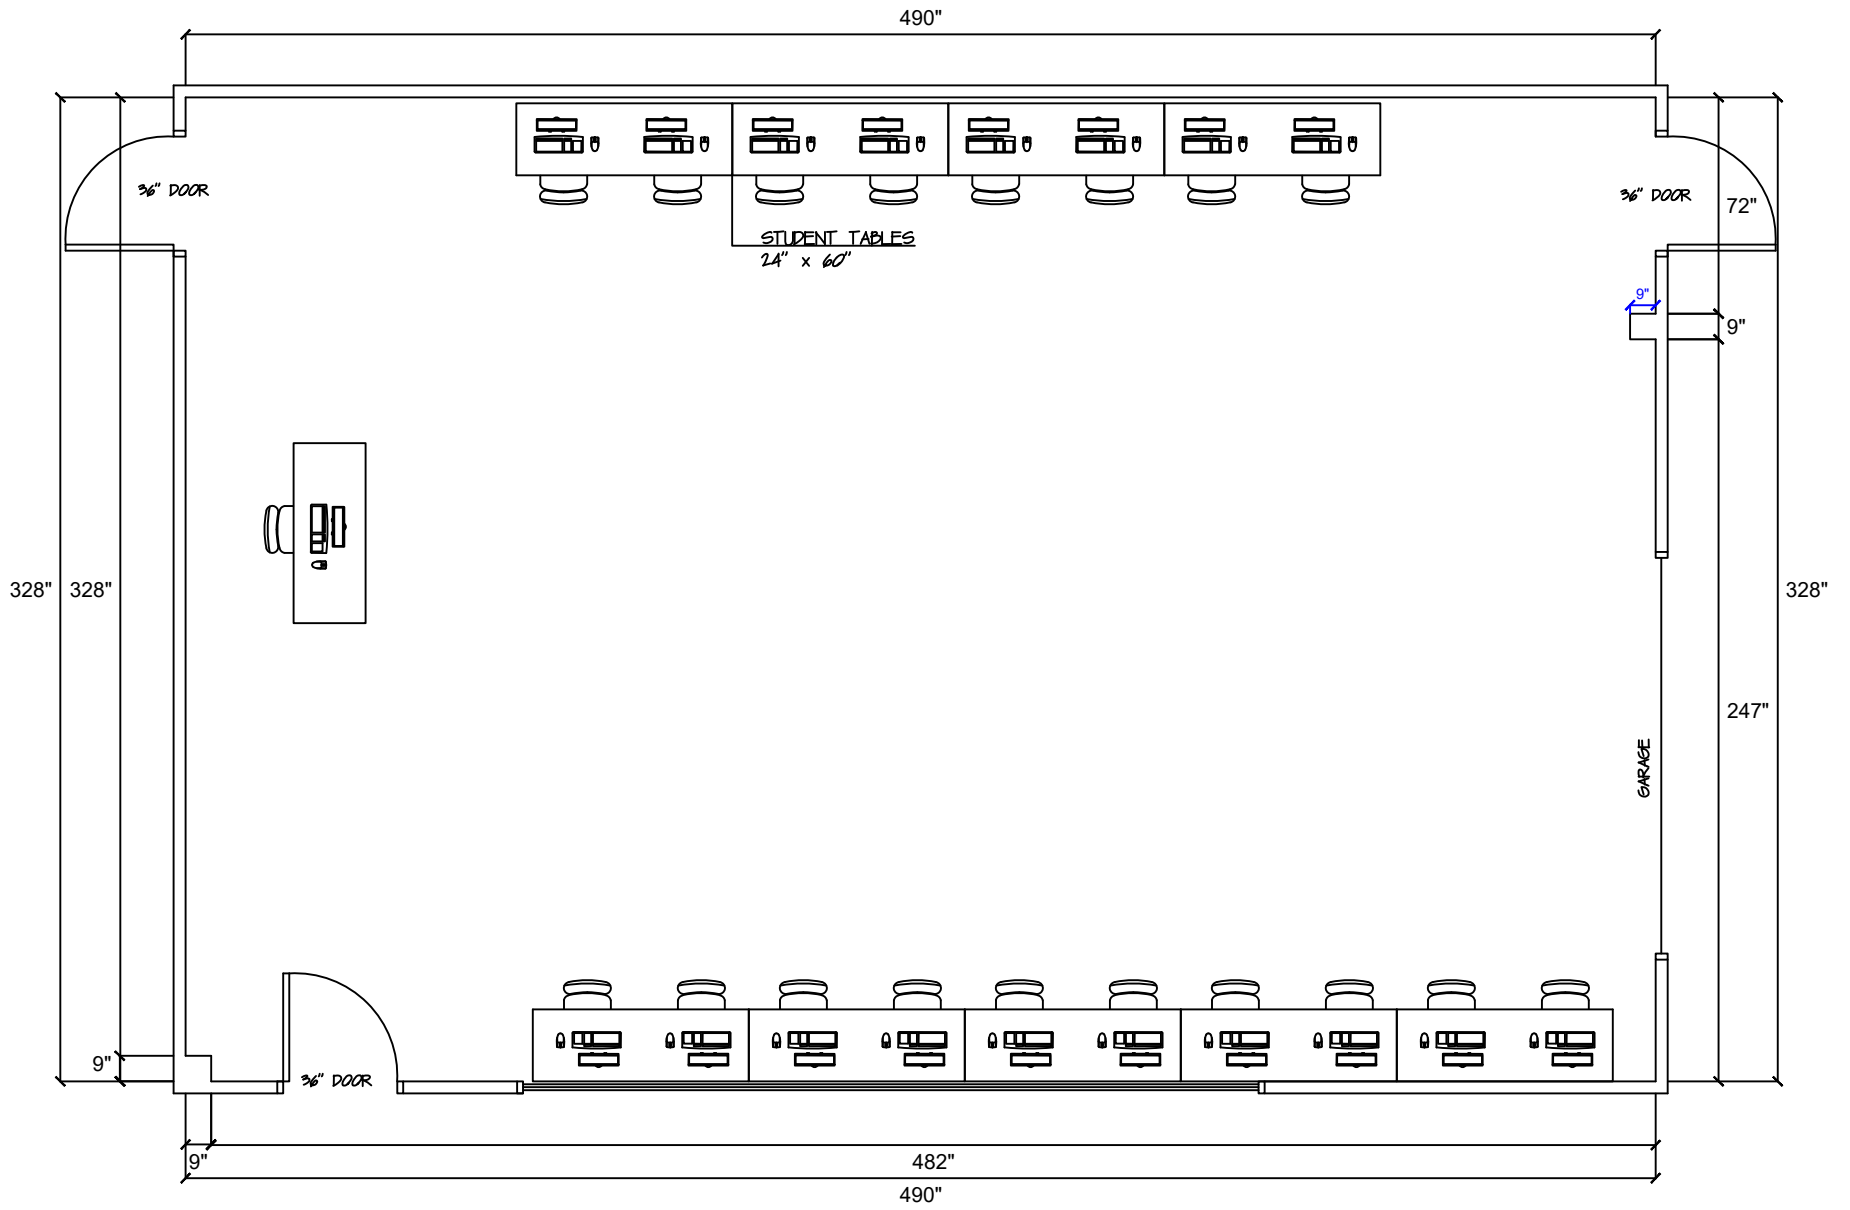 490"
36" DOOR
36" DOOR
72"
STUDENT TABLES
24" x 60"
9"
9"
328"
328"
328"
247"
GARAGE
9"
36" DOOR
9"
482"
490"